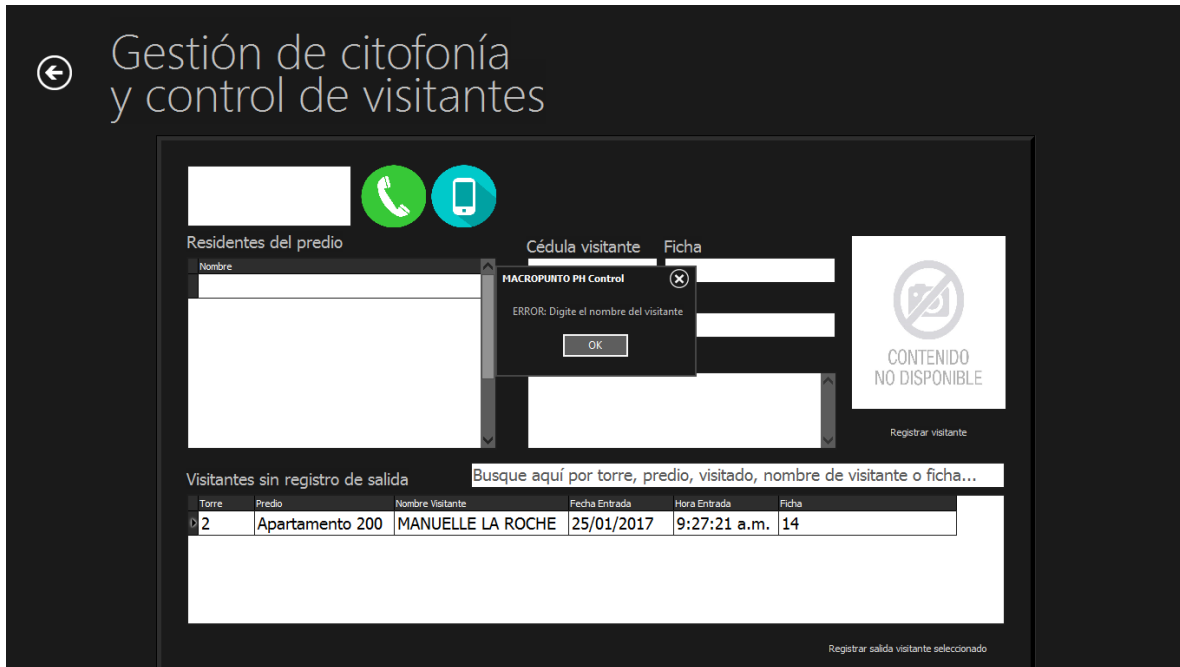 Gestión de citofonía
y control de visitantes
Residentes del predio
Nombre
Cédula visitante
Ficha
MACROPUNTO PH Control
ERROR: Digite el nombre del visitante
OK
CONTENIDO
NO DISPONIBLE
Registrar visitante
Visitantes sin registro de salida
Busque aquí por torre, predio, visitado, nombre de visitante o ficha...
Torre Predio Nombre Visitante Fecha Entrada Hora Entrada Ficha
2 Apartamento 200 MANUELLE LA ROCHE 25/01/2017 9:27:21 a.m. 14
Registrar salida visitante seleccionado